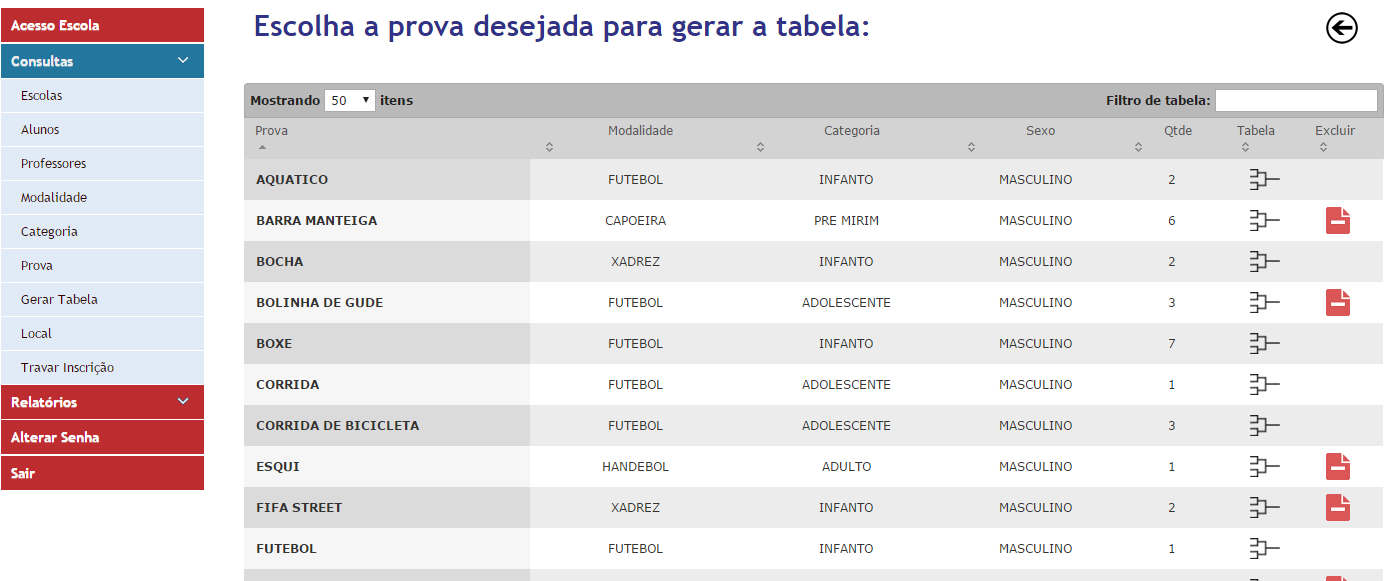 Acesso Escola
Consultas
Escolas
Alunos
Professores
Modalidade
Categoria
Prova
Gerar Tabela
Local
Travar Inscrição
Relatórios
Alterar Senha
Sair
Escolha a prova desejada para gerar a tabela:
Mostrando 50 itens Filtro de tabela:
Prova Modalidade Categoria Sexo Qtde Tabela Excluir
AQUATICO FUTEBOL INFANTO MASCULINO 2
BARRA MANTEIGA CAPOEIRA PRE MIRIM MASCULINO 6
BOCHA XADREZ INFANTO MASCULINO 2
BOLINHA DE GUDE FUTEBOL ADOLESCENTE MASCULINO 3
BOXE FUTEBOL INFANTO MASCULINO 7
CORRIDA FUTEBOL ADOLESCENTE MASCULINO 1
CORRIDA DE BICICLETA FUTEBOL ADOLESCENTE MASCULINO 3
ESQUI HANDEBOL ADULTO MASCULINO 1
FIFA STREET XADREZ INFANTO MASCULINO 2
FUTEBOL FUTEBOL INFANTO MASCULINO 1